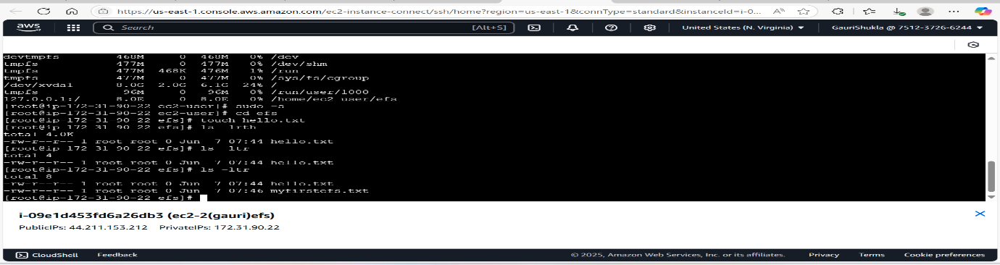 https://us-east-1.console.aws.amazon.com/ec2-instance-connect/ssh/home?region=us-east-1&connType=standard&instanceId=i-0...
aws Search [Alt+S] United States (N. Virginia) GauriShukla @ 7512-3726-6244
devtmpfs 468M 0 468M 0% /dev
tmpfs 477M 0 477M 0% /dev/shm
tmpfs 477M 468K 476M 1% /run
tmpfs 477M 0 477M 0% /sys/fs/cgroup
/dev/xvda1 8.0G 2.0G 6.1G 24% /
tmpfs 96M 0 96M 0% /run/user/1000
127.0.0.1:/ 8.0E 0 8.0E 0% /home/ec2-user/efs
[root@ip-172-31-90-22 ec2-user]# sudo -s
[root@ip-172-31-90-22 ec2-user]# cd efs
[root@ip-172-31-90-22 efs]# touch hello.txt
[root@ip-172-31-90-22 efs]# ls -lrth
total 4.0K
-rw-r--r-- 1 root root 0 Jun 7 07:44 hello.txt
[root@ip-172-31-90-22 efs]# ls -ltr
total 4
-rw-r--r-- 1 root root 0 Jun 7 07:44 hello.txt
[root@ip-172-31-90-22 efs]# ls -ltr
total 8
-rw-r--r-- 1 root root 0 Jun 7 07:44 hello.txt
-rw-r--r-- 1 root root 0 Jun 7 07:46 myfirstefs.txt
[root@ip-172-31-90-22 efs]#
i-09e1d453fd6a26db3 (ec2-2(gauri)efs)
PublicIPs: 44.211.153.212 PrivateIPs: 172.31.90.22
CloudShell Feedback © 2025, Amazon Web Services, Inc. or its affiliates. Privacy Terms Cookie preferences